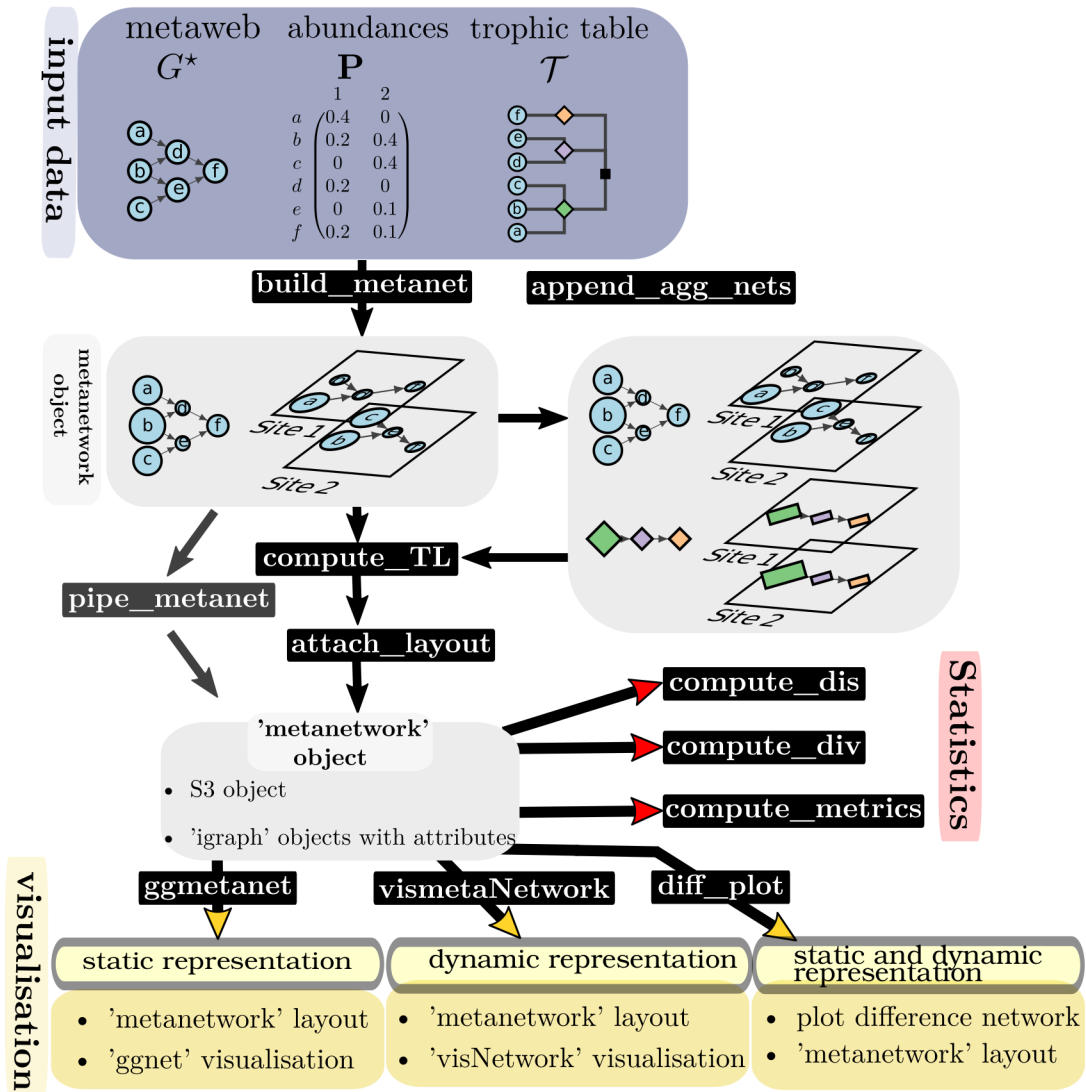 input data
metaweb abundances trophic table
G⋆ P 𝒯
1 2
a 0.4 0
b 0.2 0.4
c 0 0.4
d 0.2 0
e 0 0.1
f 0.2 0.1
a
b
c
d
e
f
f
e
d
c
b
a
build_metanet
append_agg_nets
metanetwork
object
a
b
c
d
e
f
a
Site 1
c
b
e
Site 2
a
b
c
d
e
f
a
Site 1
c
b
e
Site 2
Site 1
Site 2
compute_TL
pipe_metanet
attach_layout
'metanetwork'
object
• S3 object
• 'igraph' objects with attributes
Statistics
compute_dis
compute_div
compute_metrics
visualisation
ggmetanet
vismetaNetwork
diff_plot
static representation
• 'metanetwork' layout
• 'ggnet' visualisation
dynamic representation
• 'metanetwork' layout
• 'visNetwork' visualisation
static and dynamic
representation
• plot difference network
• 'metanetwork' layout